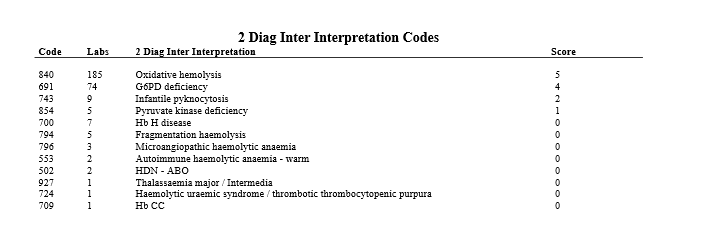 2 Diag Inter Interpretation Codes
Code Labs 2 Diag Inter Interpretation Score
840 185 Oxidative hemolysis 5
691 74 G6PD deficiency 4
743 9 Infantile pyknocytosis 2
854 5 Pyruvate kinase deficiency 1
700 7 Hb H disease 0
794 5 Fragmentation haemolysis 0
796 3 Microangiopathic haemolytic anaemia 0
553 2 Autoimmune haemolytic anaemia - warm 0
502 2 HDN - ABO 0
927 1 Thalassaemia major / Intermedia 0
724 1 Haemolytic uraemic syndrome / thrombotic thrombocytopenic purpura 0
709 1 Hb CC 0